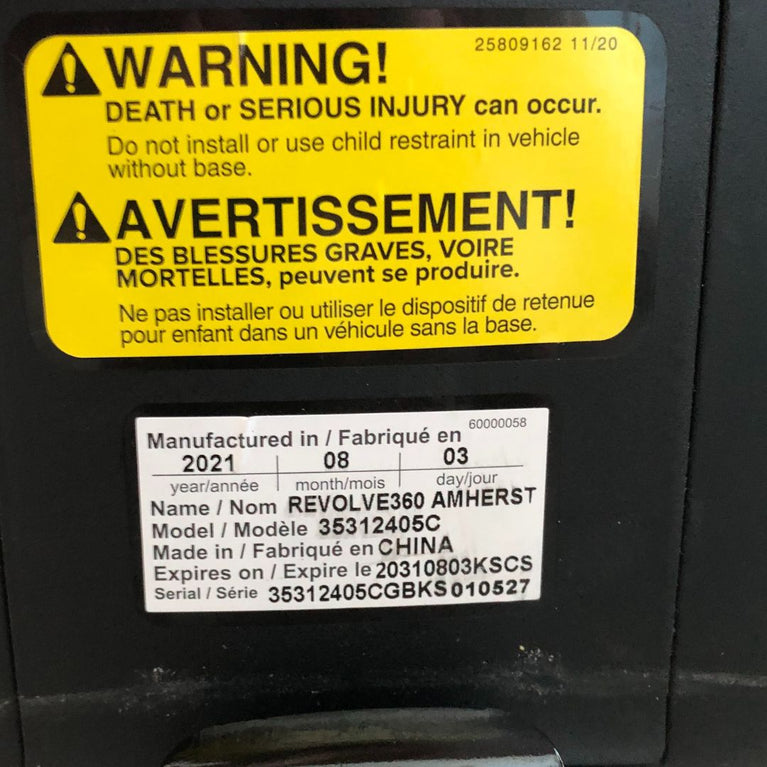 25809162 11/20
WARNING!
DEATH or SERIOUS INJURY can occur.
Do not install or use child restraint in vehicle
without base.
AVERTISSEMENT!
DES BLESSURES GRAVES, VOIRE
MORTELLES, peuvent se produire.
Ne pas installer ou utiliser le dispositif de retenue
pour enfant dans un véhicule sans la base.
60000058
Manufactured in / Fabriqué en
2021 08 03
year/année month/mois day/jour
Name / Nom REVOLVE360 AMHERST
Model / Modèle 35312405C
Made in / Fabriqué en CHINA
Expires on / Expire le 20310803KSCS
Serial / Série 35312405CGBKS010527